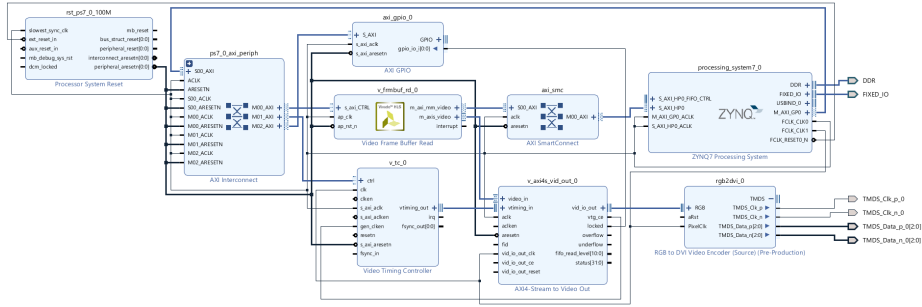 rst_ps7_0_100M
slowest_sync_clk
ext_reset_in
aux_reset_in
mb_debug_sys_rst
dcm_locked
mb_reset
bus_struct_reset[0:0]
peripheral_reset[0:0]
interconnect_aresetn[0:0]
peripheral_aresetn[0:0]
Processor System Reset
ps7_0_axi_periph
S00_AXI
ACLK
ARESETN
S00_ACLK
S00_ARESETN
M00_ACLK
M00_ARESETN
M01_ACLK
M01_ARESETN
M02_ACLK
M02_ARESETN
M00_AXI
M01_AXI
M02_AXI
AXI Interconnect
axi_gpio_0
S_AXI
s_axi_aclk
s_axi_aresetn
GPIO
gpio_io_i[0:0]
AXI GPIO
v_frmbuf_rd_0
s_axi_CTRL
ap_clk
ap_rst_n
Vivado™ HLS
m_axi_mm_video
m_axis_video
interrupt
Video Frame Buffer Read
axi_smc
S00_AXI
aclk
aresetn
M00_AXI
AXI SmartConnect
processing_system7_0
S_AXI_HP0_FIFO_CTRL
S_AXI_HP0
M_AXI_GP0_ACLK
S_AXI_HP0_ACLK
ZYNQ
DDR
FIXED_IO
USBIND_0
M_AXI_GP0
FCLK_CLK0
FCLK_CLK1
FCLK_RESET0_N
ZYNQ7 Processing System
DDR
FIXED_IO
v_tc_0
ctrl
clk
clken
s_axi_aclk
s_axi_aclken
gen_clken
resetn
s_axi_aresetn
fsync_in
vtiming_out
irq
fsync_out[0:0]
Video Timing Controller
v_axi4s_vid_out_0
video_in
vtiming_in
aclk
aclken
aresetn
fid
vid_io_out_clk
vid_io_out_ce
vid_io_out_reset
vid_io_out
vtg_ce
locked
overflow
underflow
fifo_read_level[10:0]
status[31:0]
AXI4-Stream to Video Out
rgb2dvi_0
RGB
aRst
PixelClk
TMDS
TMDS_Clk_p
TMDS_Clk_n
TMDS_Data_p[2:0]
TMDS_Data_n[2:0]
RGB to DVI Video Encoder (Source) (Pre-Production)
TMDS_Clk_p_0
TMDS_Clk_n_0
TMDS_Data_p_0[2:0]
TMDS_Data_n_0[2:0]